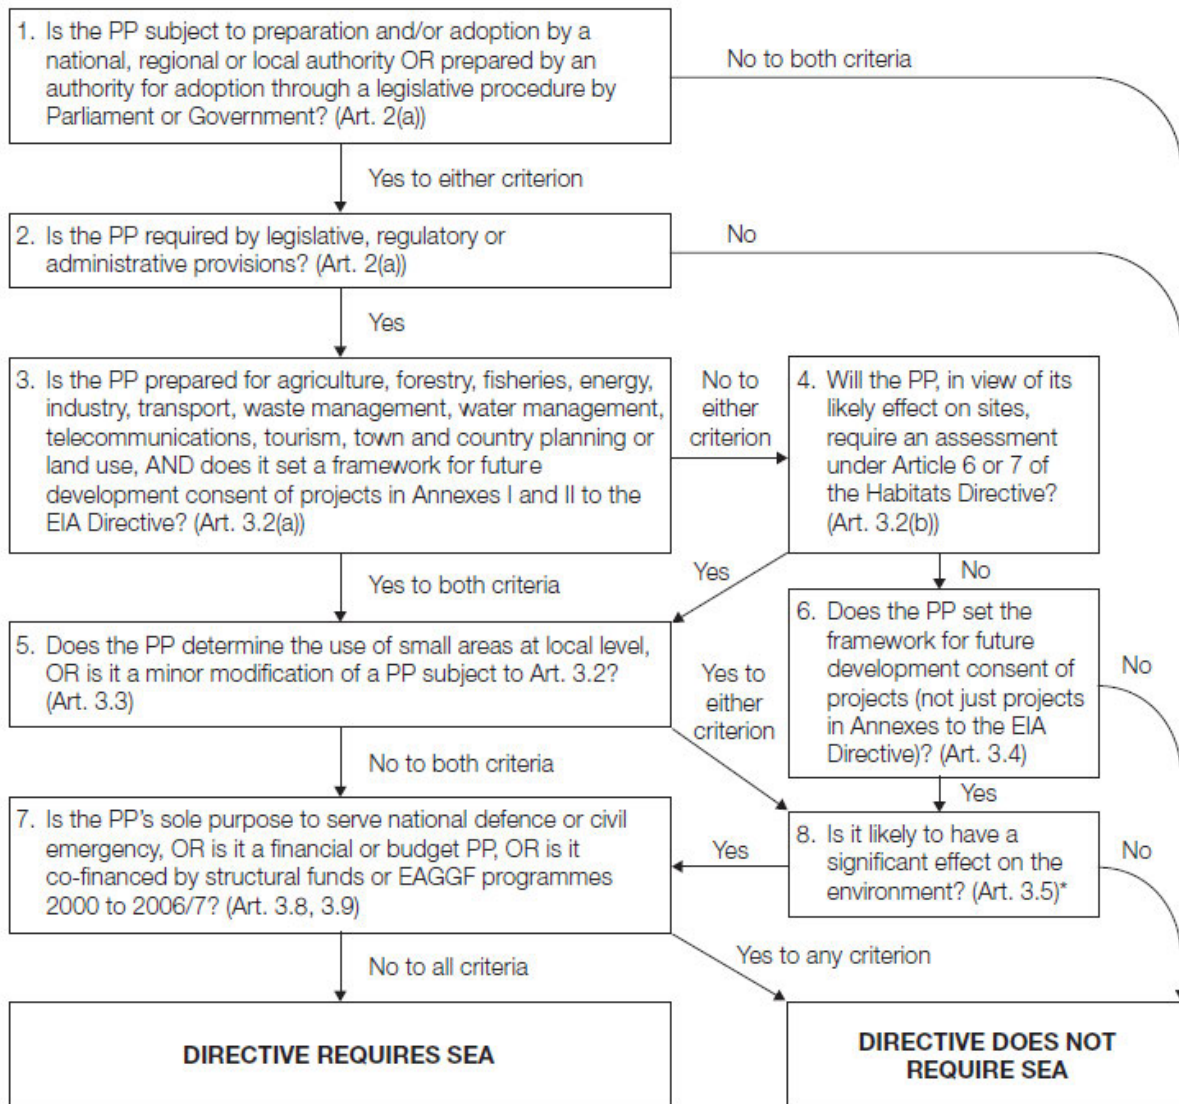 1. Is the PP subject to preparation and/or adoption by a
national, regional or local authority OR prepared by an
authority for adoption through a legislative procedure by
Parliament or Government? (Art. 2(a))
No to both criteria
Yes to either criterion
2. Is the PP required by legislative, regulatory or
administrative provisions? (Art. 2(a))
No
Yes
3. Is the PP prepared for agriculture, forestry, fisheries, energy,
industry, transport, waste management, water management,
telecommunications, tourism, town and country planning or
land use, AND does it set a framework for future
development consent of projects in Annexes I and II to the
EIA Directive? (Art. 3.2(a))
No to
either
criterion
4. Will the PP, in view of its
likely effect on sites,
require an assessment
under Article 6 or 7 of
the Habitats Directive?
(Art. 3.2(b))
Yes to both criteria
Yes
No
5. Does the PP determine the use of small areas at local level,
OR is it a minor modification of a PP subject to Art. 3.2?
(Art. 3.3)
Yes to
either
criterion
6. Does the PP set the
framework for future
development consent of
projects (not just projects
in Annexes to the EIA
Directive)? (Art. 3.4)
No
No to both criteria
Yes
7. Is the PP's sole purpose to serve national defence or civil
emergency, OR is it a financial or budget PP, OR is it
co-financed by structural funds or EAGGF programmes
2000 to 2006/7? (Art. 3.8, 3.9)
Yes
8. Is it likely to have a
significant effect on the
environment? (Art. 3.5)*
No
No to all criteria
Yes to any criterion
DIRECTIVE REQUIRES SEA
DIRECTIVE DOES NOT
REQUIRE SEA